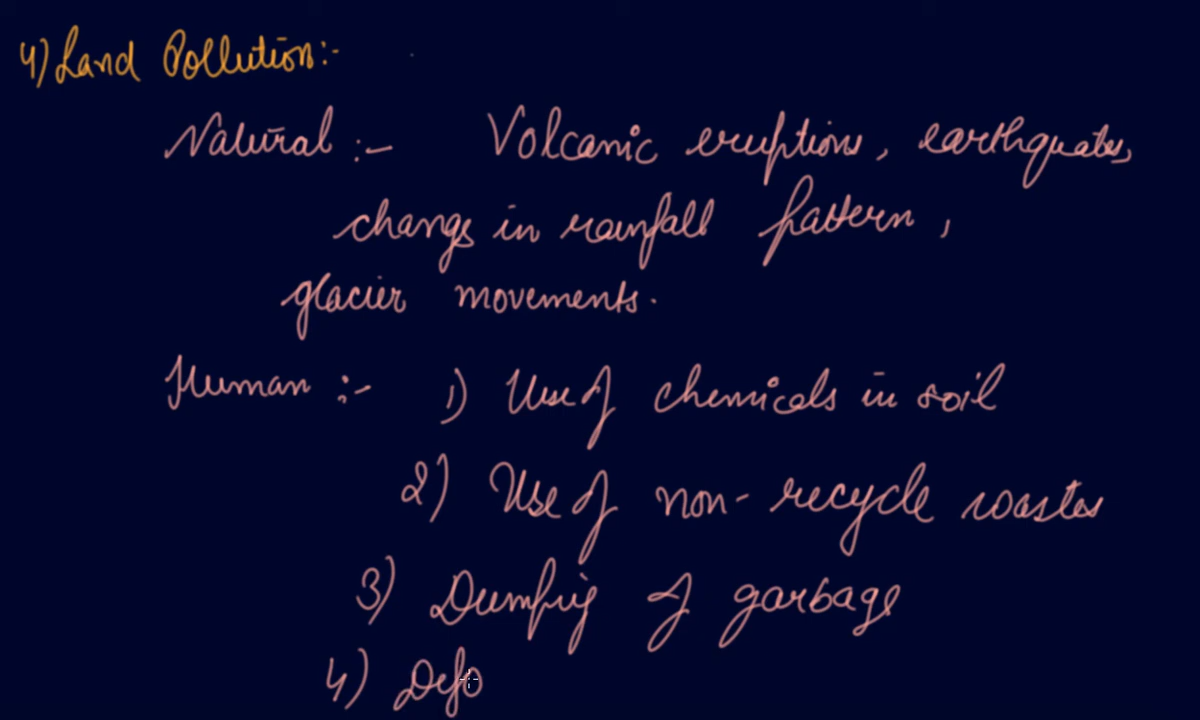 4) Land Pollution:-
Natural :- Volcanic eruptions, earthquakes,
change in rainfall pattern,
glacier movements.
Human :- 1) Use of chemicals in soil
2) Use of non-recycle wastes
3) Dumping of garbage
4) Defo